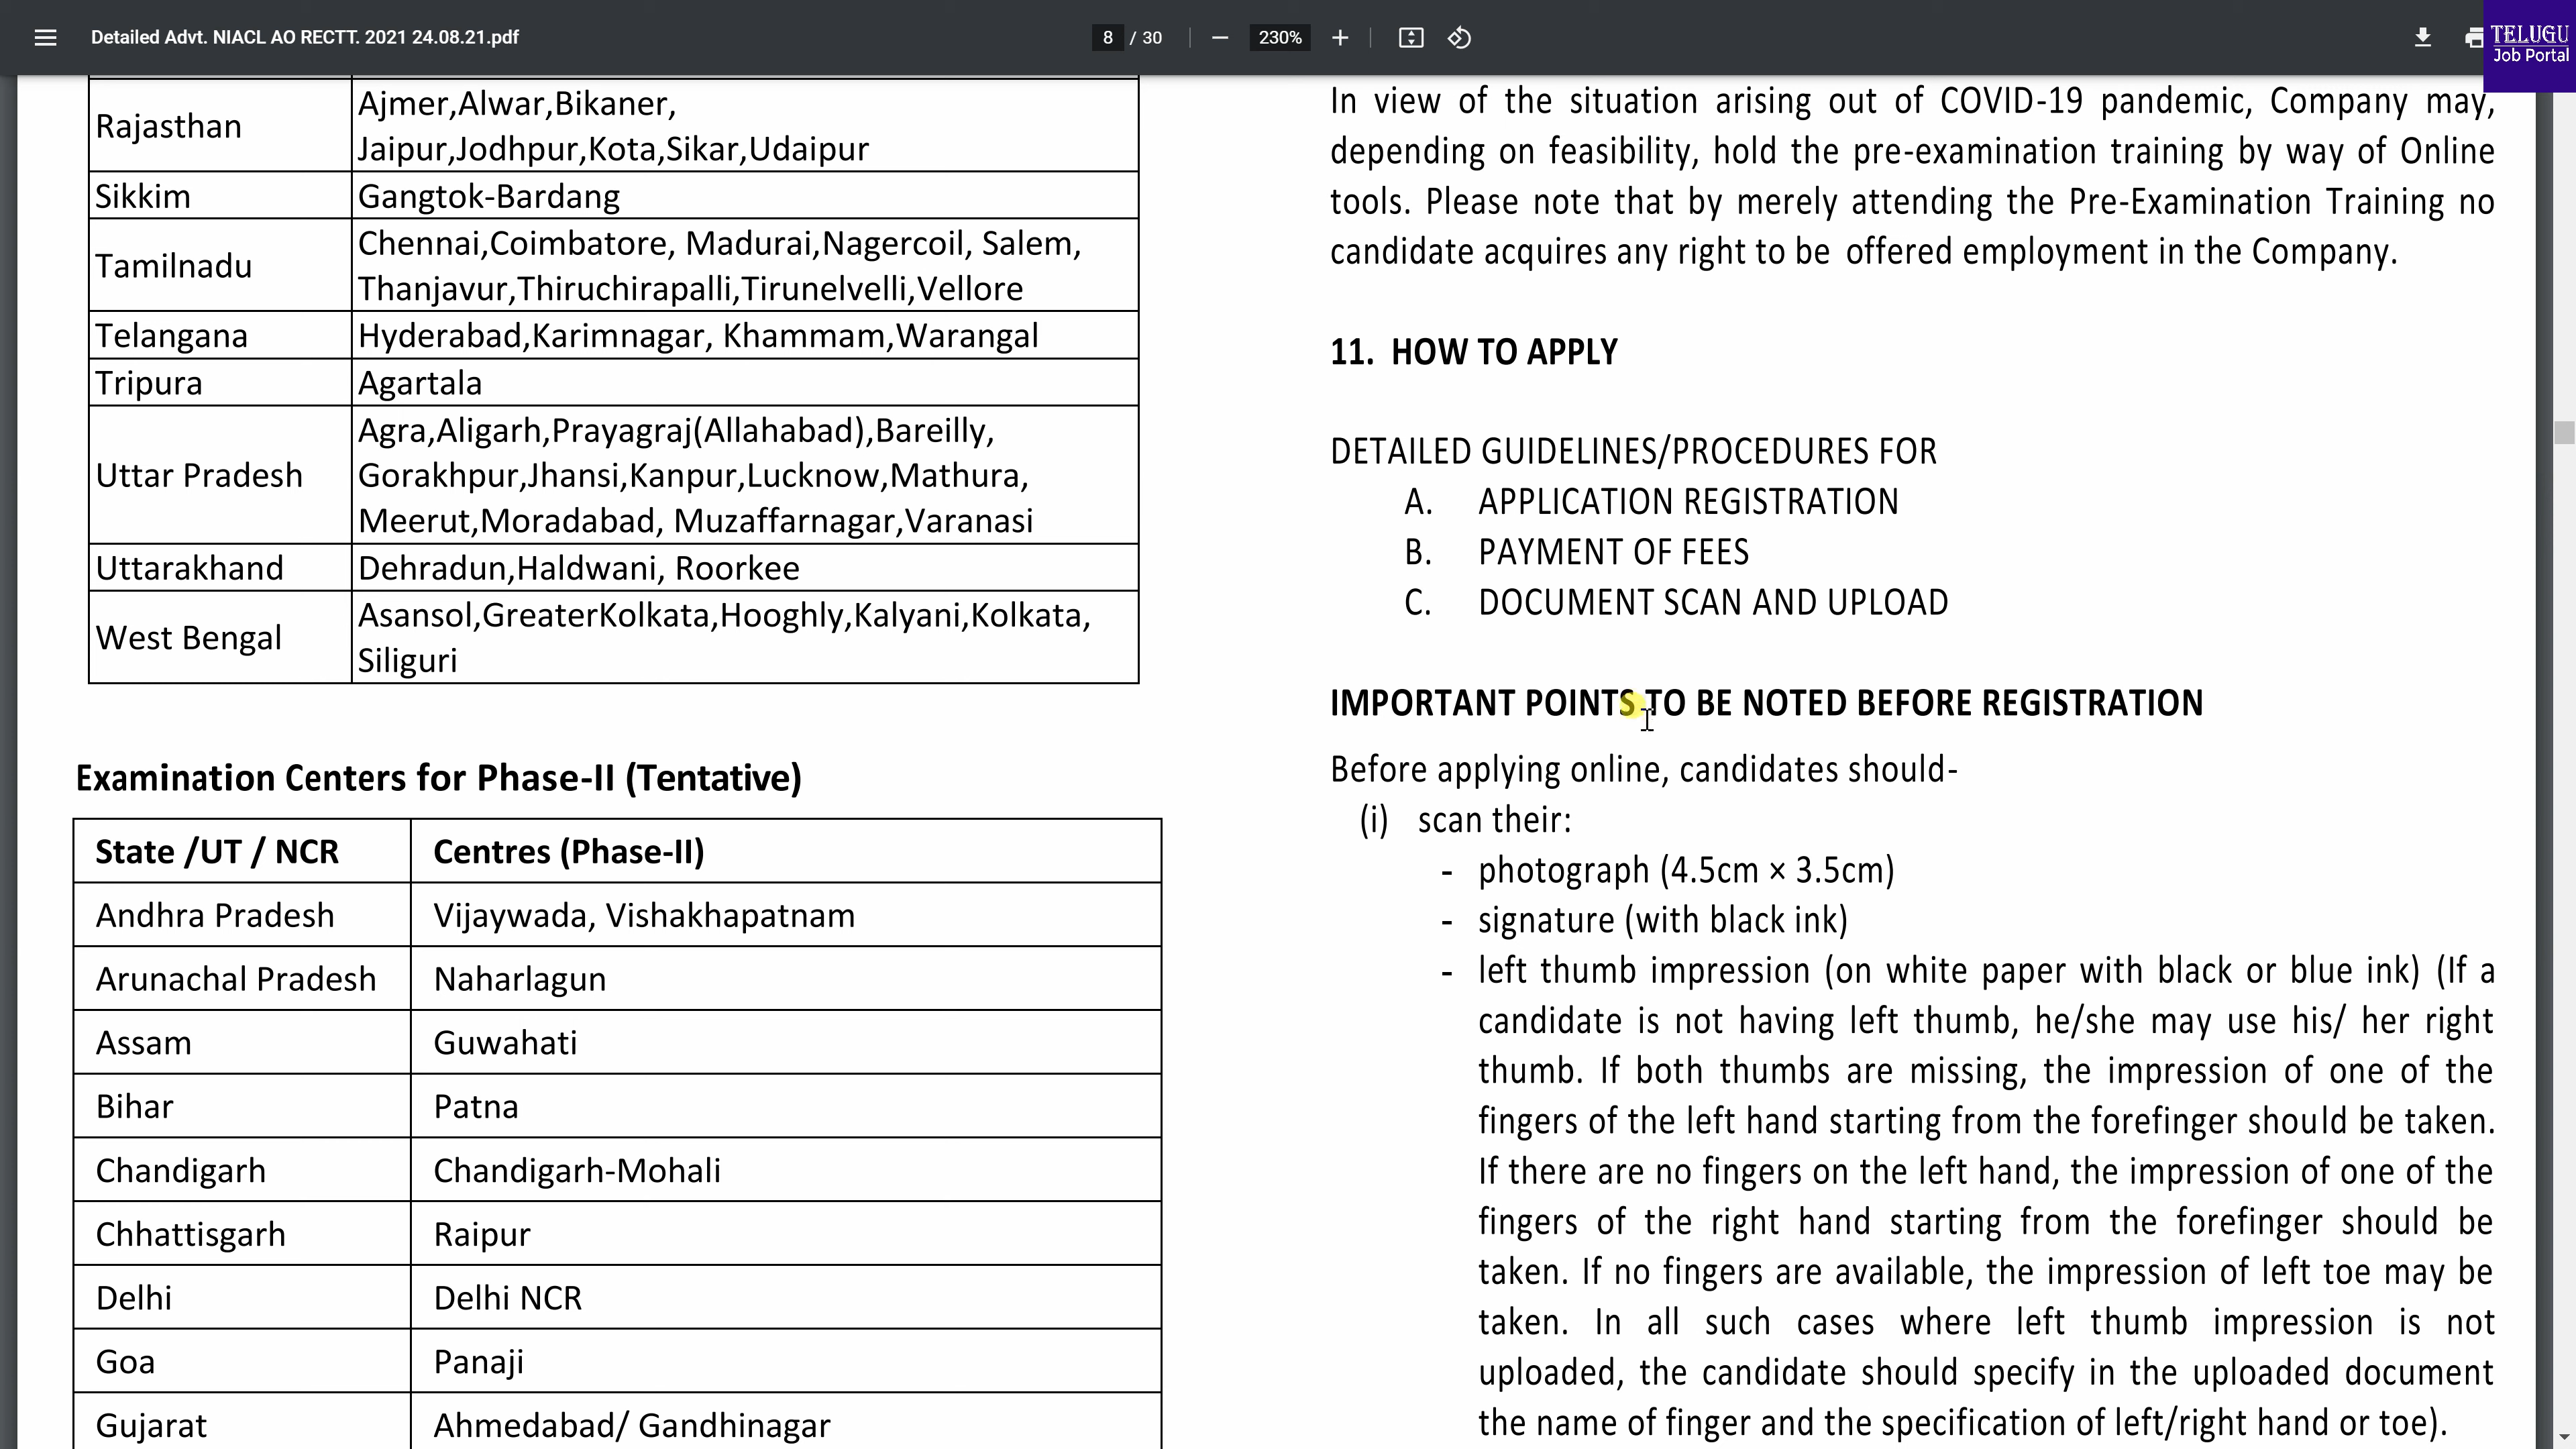 Detailed Advt. NIACL AO RECTT. 2021 24.08.21.pdf
8 / 30
230%
TELUGU
Job Portal
Rajasthan
Ajmer,Alwar,Bikaner,
Jaipur,Jodhpur,Kota,Sikar,Udaipur
Sikkim
Gangtok-Bardang
Tamilnadu
Chennai,Coimbatore, Madurai,Nagercoil, Salem,
Thanjavur,Thiruchirapalli,Tirunelvelli,Vellore
Telangana
Hyderabad,Karimnagar, Khammam,Warangal
Tripura
Agartala
Uttar Pradesh
Agra,Aligarh,Prayagraj(Allahabad),Bareilly,
Gorakhpur,Jhansi,Kanpur,Lucknow,Mathura,
Meerut,Moradabad, Muzaffarnagar,Varanasi
Uttarakhand
Dehradun,Haldwani, Roorkee
West Bengal
Asansol,GreaterKolkata,Hooghly,Kalyani,Kolkata,
Siliguri
Examination Centers for Phase-II (Tentative)
State /UT / NCR
Centres (Phase-II)
Andhra Pradesh
Vijaywada, Vishakhapatnam
Arunachal Pradesh
Naharlagun
Assam
Guwahati
Bihar
Patna
Chandigarh
Chandigarh-Mohali
Chhattisgarh
Raipur
Delhi
Delhi NCR
Goa
Panaji
Gujarat
Ahmedabad/ Gandhinagar
In view of the situation arising out of COVID-19 pandemic, Company may,
depending on feasibility, hold the pre-examination training by way of Online
tools. Please note that by merely attending the Pre-Examination Training no
candidate acquires any right to be offered employment in the Company.
11. HOW TO APPLY
DETAILED GUIDELINES/PROCEDURES FOR
A. APPLICATION REGISTRATION
B. PAYMENT OF FEES
C. DOCUMENT SCAN AND UPLOAD
IMPORTANT POINTS TO BE NOTED BEFORE REGISTRATION
Before applying online, candidates should-
(i) scan their:
- photograph (4.5cm × 3.5cm)
- signature (with black ink)
- left thumb impression (on white paper with black or blue ink) (If a
candidate is not having left thumb, he/she may use his/ her right
thumb. If both thumbs are missing, the impression of one of the
fingers of the left hand starting from the forefinger should be taken.
If there are no fingers on the left hand, the impression of one of the
fingers of the right hand starting from the forefinger should be
taken. If no fingers are available, the impression of left toe may be
taken. In all such cases where left thumb impression is not
uploaded, the candidate should specify in the uploaded document
the name of finger and the specification of left/right hand or toe).